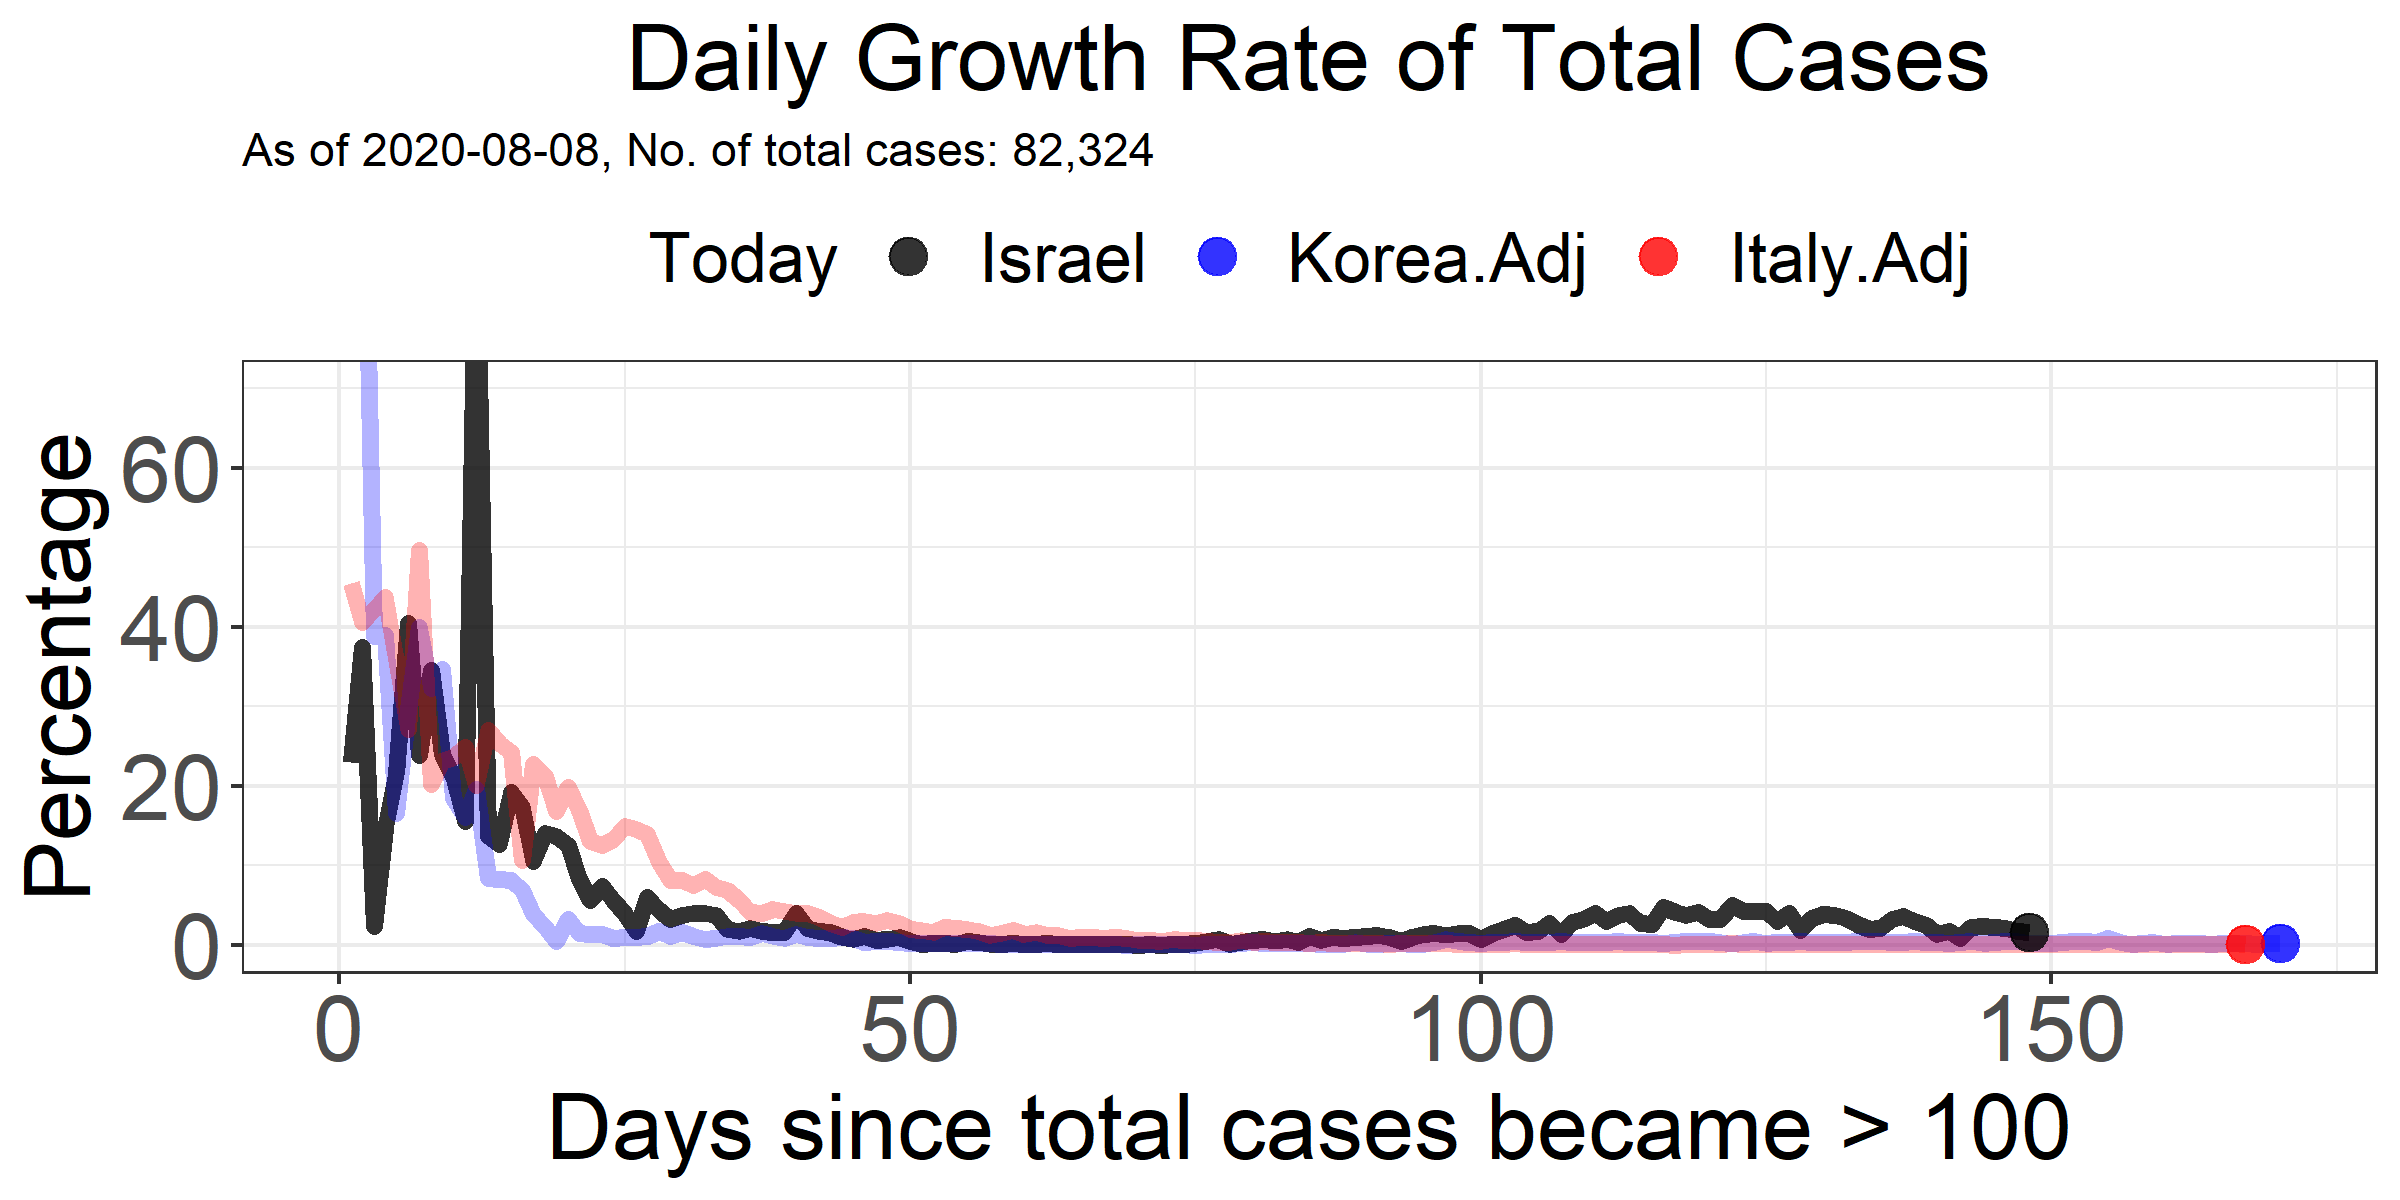 Daily Growth Rate of Total Cases
As of 2020-08-08, No. of total cases: 82,324
Today Israel Korea.Adj Italy.Adj
Percentage
60
40
20
0
0 50 100 150
Days since total cases became > 100